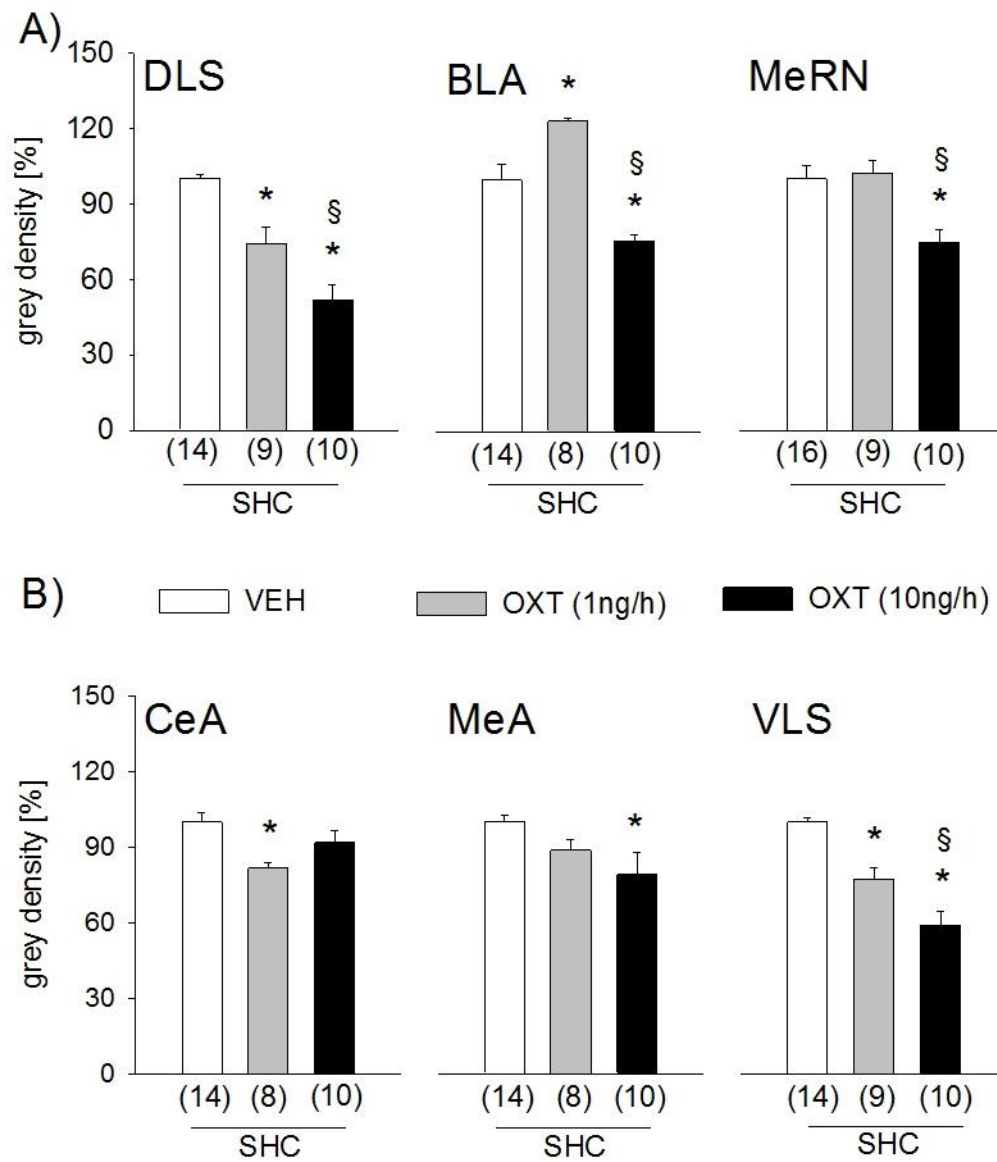 A)
150
120
90
60
30
0
grey density [%]
DLS
*
§
*
(14) (9) (10)
SHC
BLA
*
§
*
(14) (8) (10)
SHC
MeRN
§
*
(16) (9) (10)
SHC
B)
VEH OXT (1ng/h) OXT (10ng/h)
150
120
90
60
30
0
grey density [%]
CeA
*
(14) (8) (10)
SHC
MeA
*
(14) (8) (10)
SHC
VLS
*
§
*
(14) (9) (10)
SHC